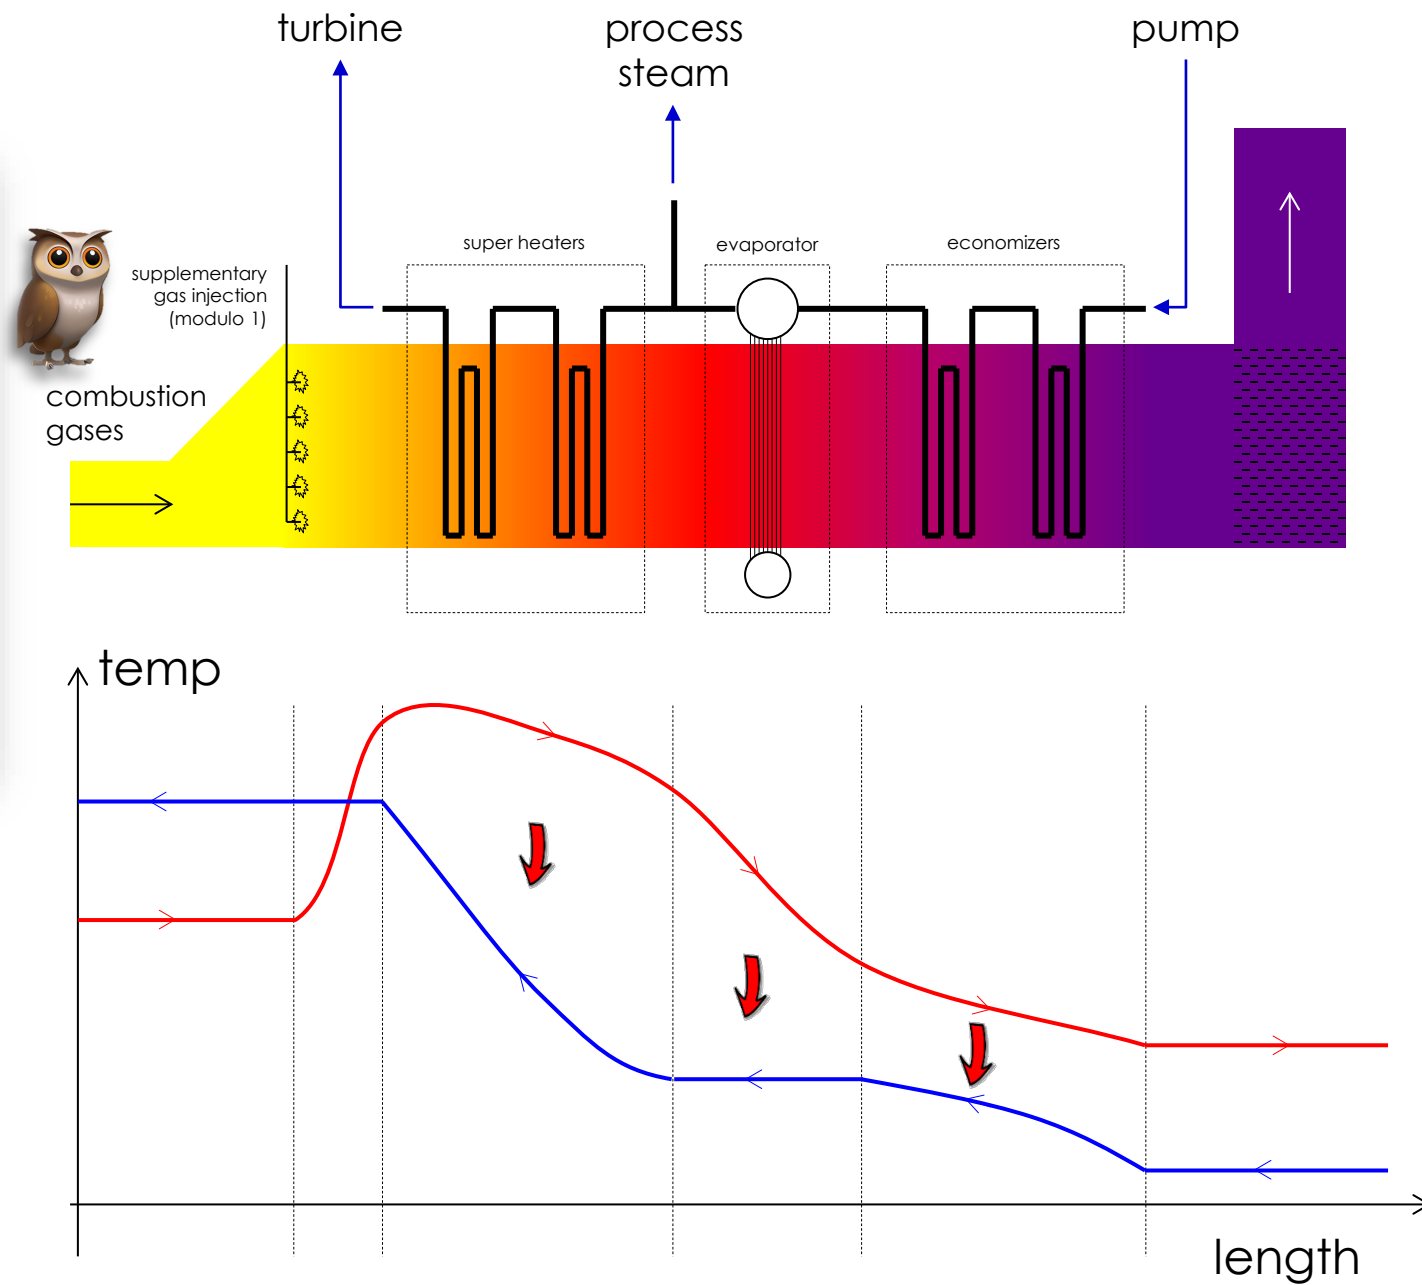 turbine
process
steam
pump
super heaters
evaporator
economizers
supplementary
gas injection
(modulo 1)
combustion
gases
temp
length